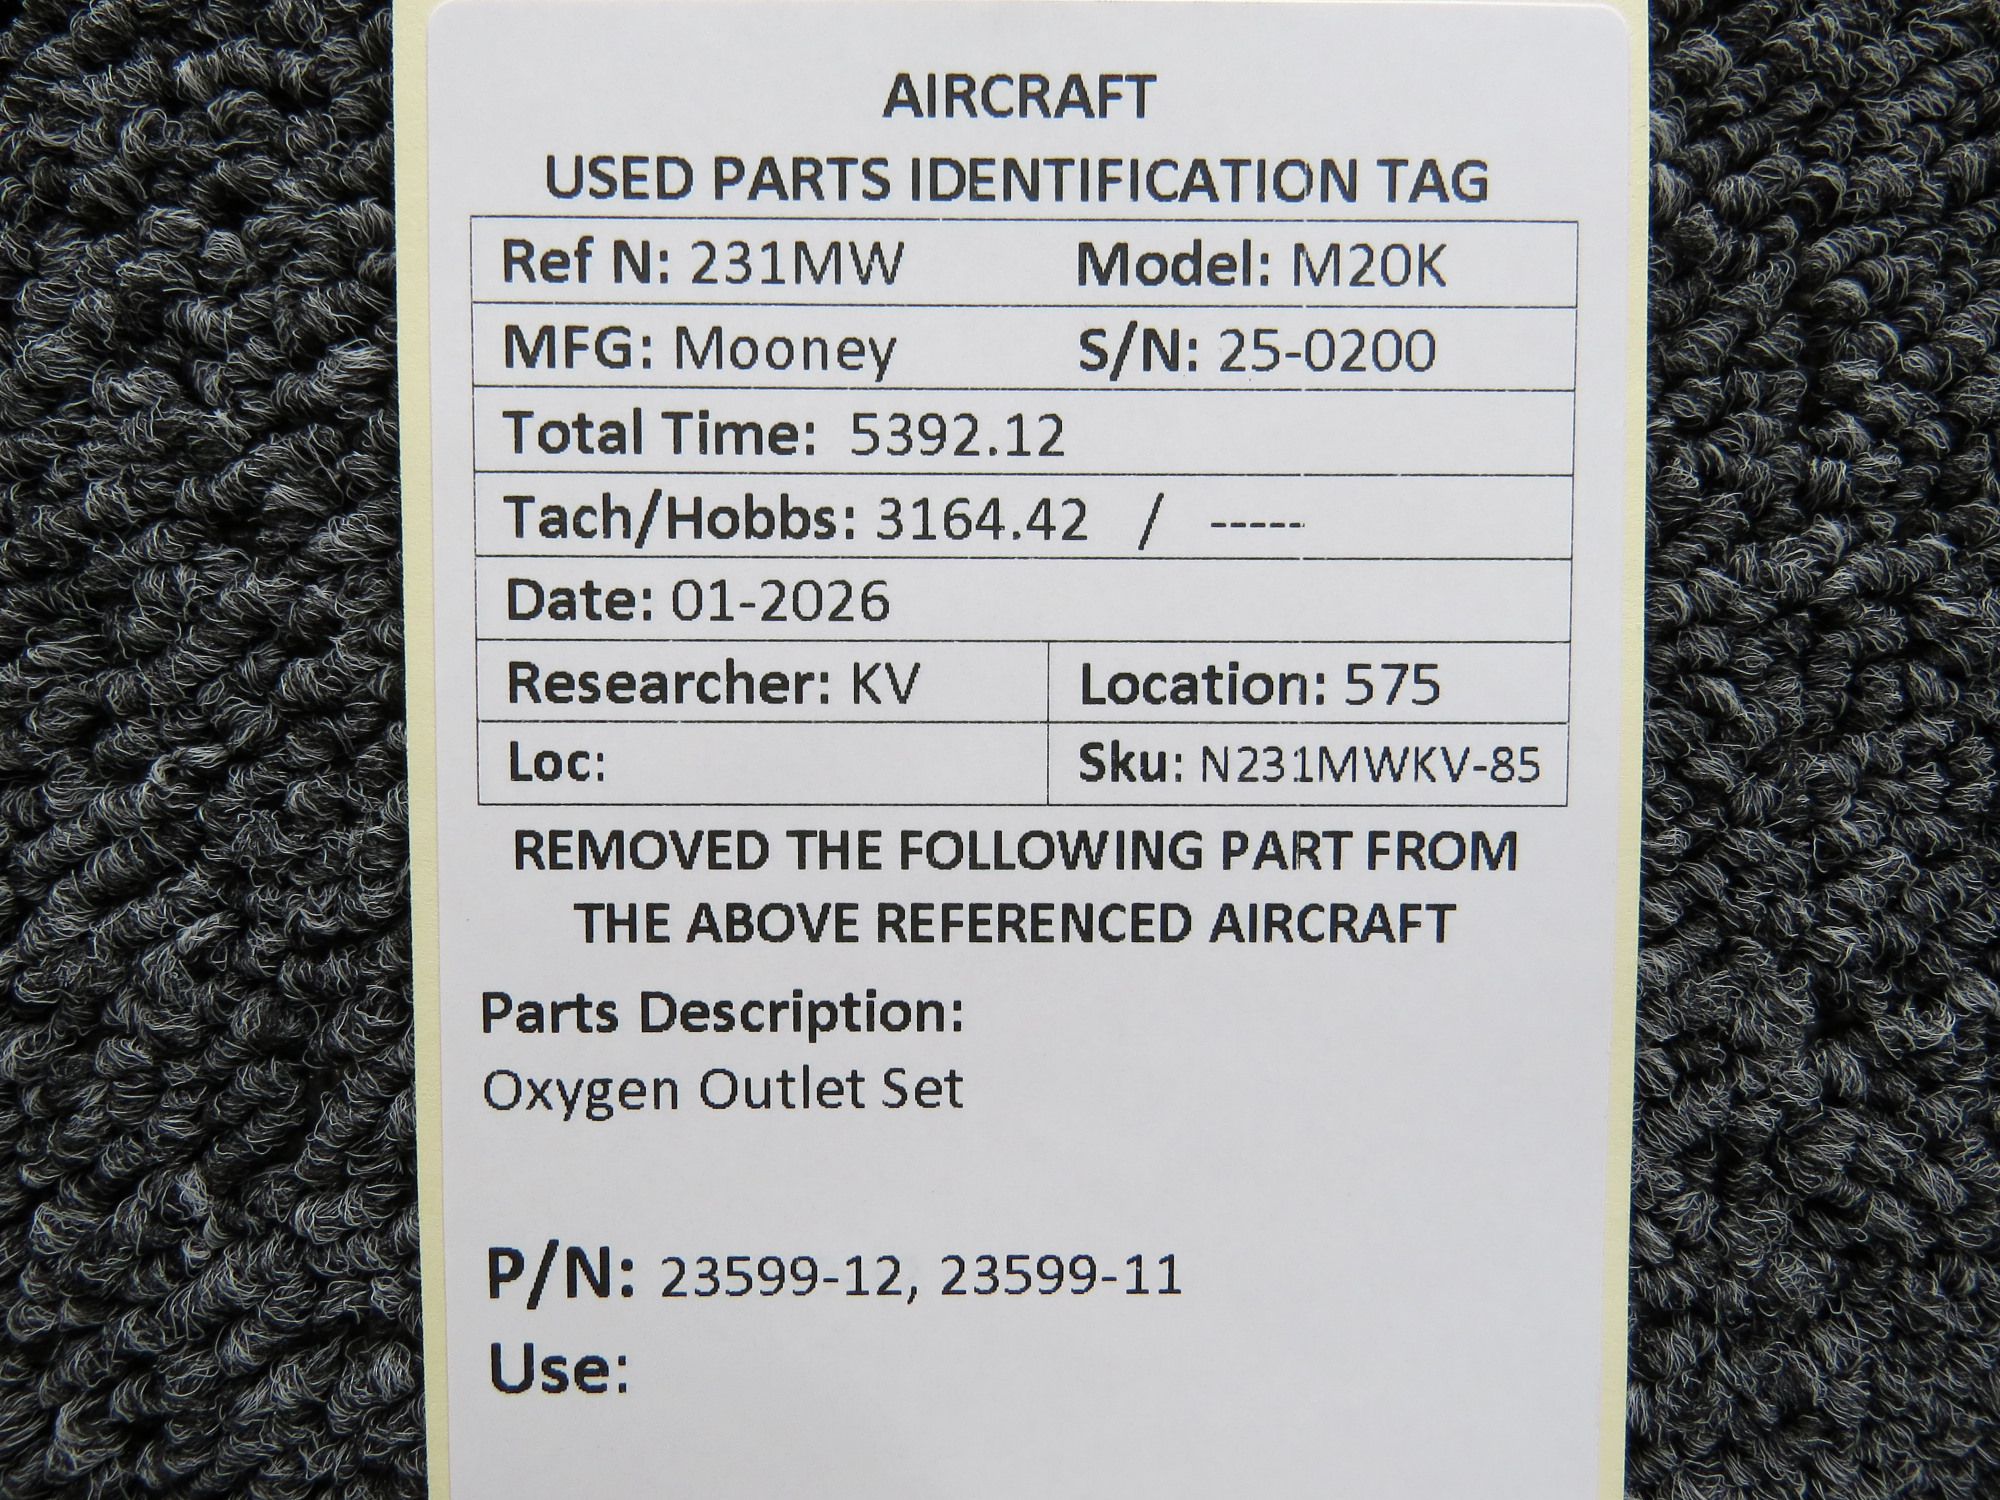 AIRCRAFT
USED PARTS IDENTIFICATION TAG
Ref N: 231MW Model: M20K
MFG: Mooney S/N: 25-0200
Total Time: 5392.12
Tach/Hobbs: 3164.42 / -----
Date: 01-2026
Researcher: KV Location: 575
Loc: Sku: N231MWKV-85
REMOVED THE FOLLOWING PART FROM
THE ABOVE REFERENCED AIRCRAFT
Parts Description:
Oxygen Outlet Set
P/N: 23599-12, 23599-11
Use: